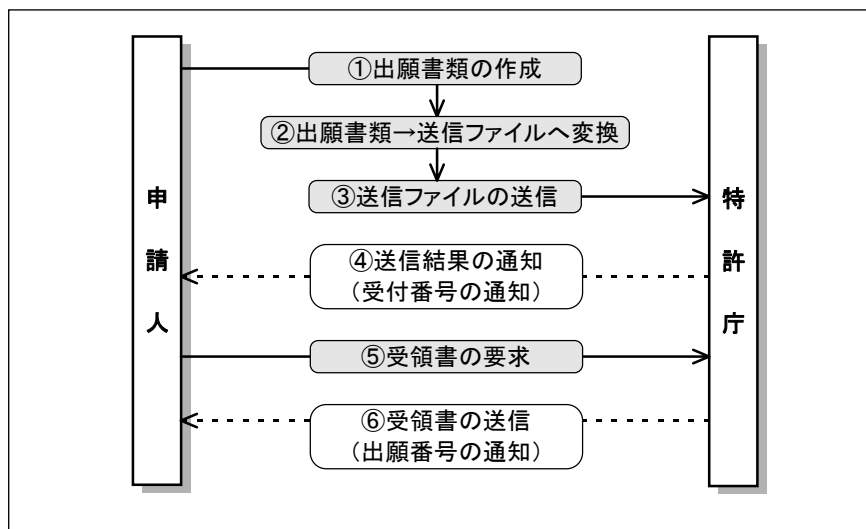 申請人
①出願書類の作成
②出願書類→送信ファイルへ変換
③送信ファイルの送信
④送信結果の通知
（受付番号の通知）
⑤受領書の要求
⑥受領書の送信
（出願番号の通知）
特許庁